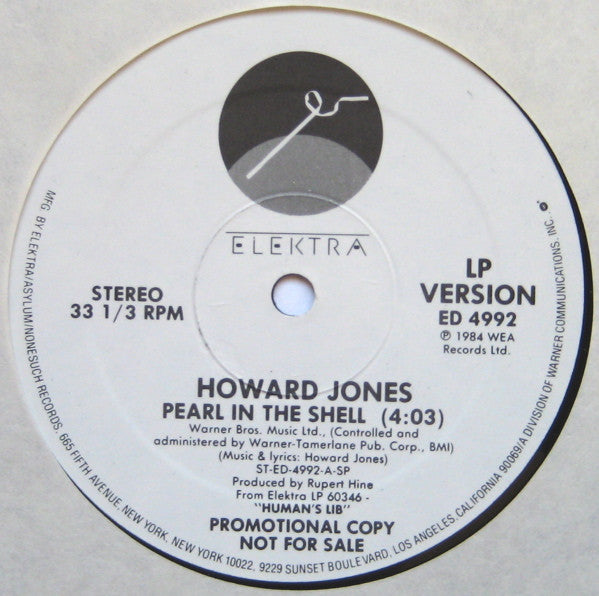 ELEKTRA
STEREO
33 1/3 RPM
LP
VERSION
ED 4992
℗ 1984 WEA
Records Ltd.
HOWARD JONES
PEARL IN THE SHELL (4:03)
Warner Bros. Music Ltd., (Controlled and
administered by Warner-Tamerlane Pub. Corp., BMI)
(Music & lyrics: Howard Jones)
ST-ED-4992-A-SP
Produced by Rupert Hine
From Elektra LP 60346 -
"HUMAN'S LIB"
PROMOTIONAL COPY
NOT FOR SALE
MFG. BY ELEKTRA/ASYLUM/NONESUCH RECORDS, 665 FIFTH AVENUE, NEW YORK, NEW YORK 10022, 9229 SUNSET BOULEVARD, LOS ANGELES, CALIFORNIA 90069/A DIVISION OF WARNER COMMUNICATIONS, INC.